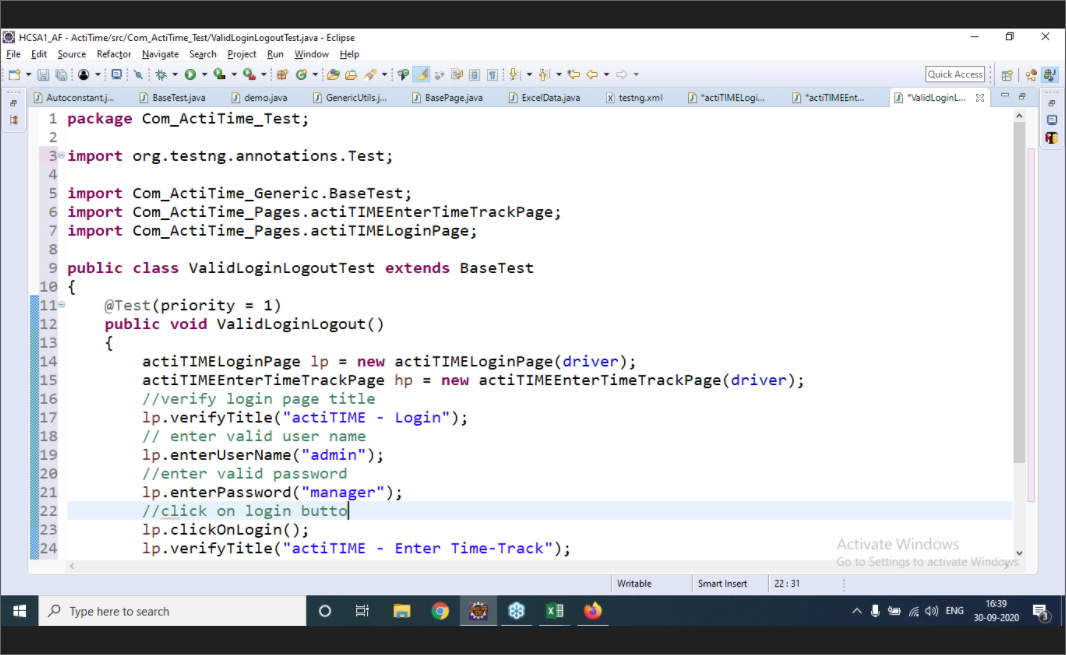 HCSA1_AF - ActiTime/src/Com_ActiTime_Test/ValidLoginLogoutTest.java - Eclipse
File Edit Source Refactor Navigate Search Project Run Window Help
Quick Access
Autoconstant.j... BaseTest.java demo.java GenericUtils.j... BasePage.java ExcelData.java testng.xml *actiTIMELogi... *actiTIMEEnt... *ValidLoginL...
1 package Com_ActiTime_Test;
2
3 import org.testng.annotations.Test;
4
5 import Com_ActiTime_Generic.BaseTest;
6 import Com_ActiTime_Pages.actiTIMEEnterTimeTrackPage;
7 import Com_ActiTime_Pages.actiTIMELoginPage;
8
9 public class ValidLoginLogoutTest extends BaseTest
10 {
11 @Test(priority = 1)
12 public void ValidLoginLogout()
13 {
14 actiTIMELoginPage lp = new actiTIMELoginPage(driver);
15 actiTIMEEnterTimeTrackPage hp = new actiTIMEEnterTimeTrackPage(driver);
16 //verify login page title
17 lp.verifyTitle("actiTIME - Login");
18 // enter valid user name
19 lp.enterUserName("admin");
20 //enter valid password
21 lp.enterPassword("manager");
22 //click on login butto
23 lp.clickOnLogin();
24 lp.verifyTitle("actiTIME - Enter Time-Track");
Activate Windows
Go to Settings to activate Windows.
Writable Smart Insert 22 : 31
Type here to search
ENG
16:39
30-09-2020
3